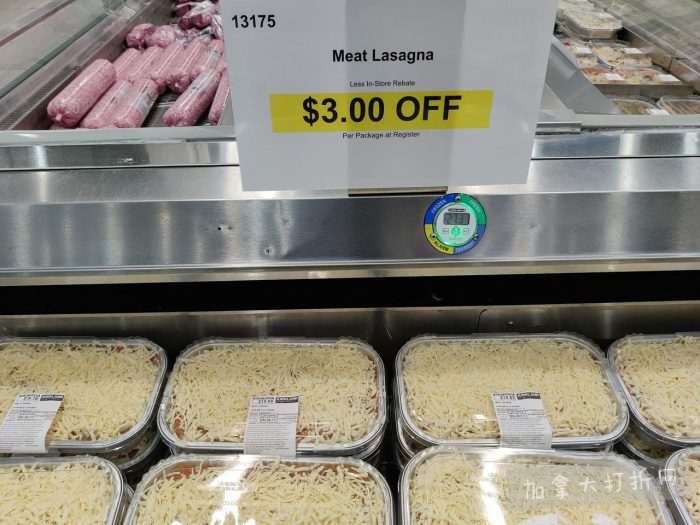 13175
Meat Lasagna
Less In-Store Rebate
$3.00 OFF
Per Package at Register
加拿大打折网